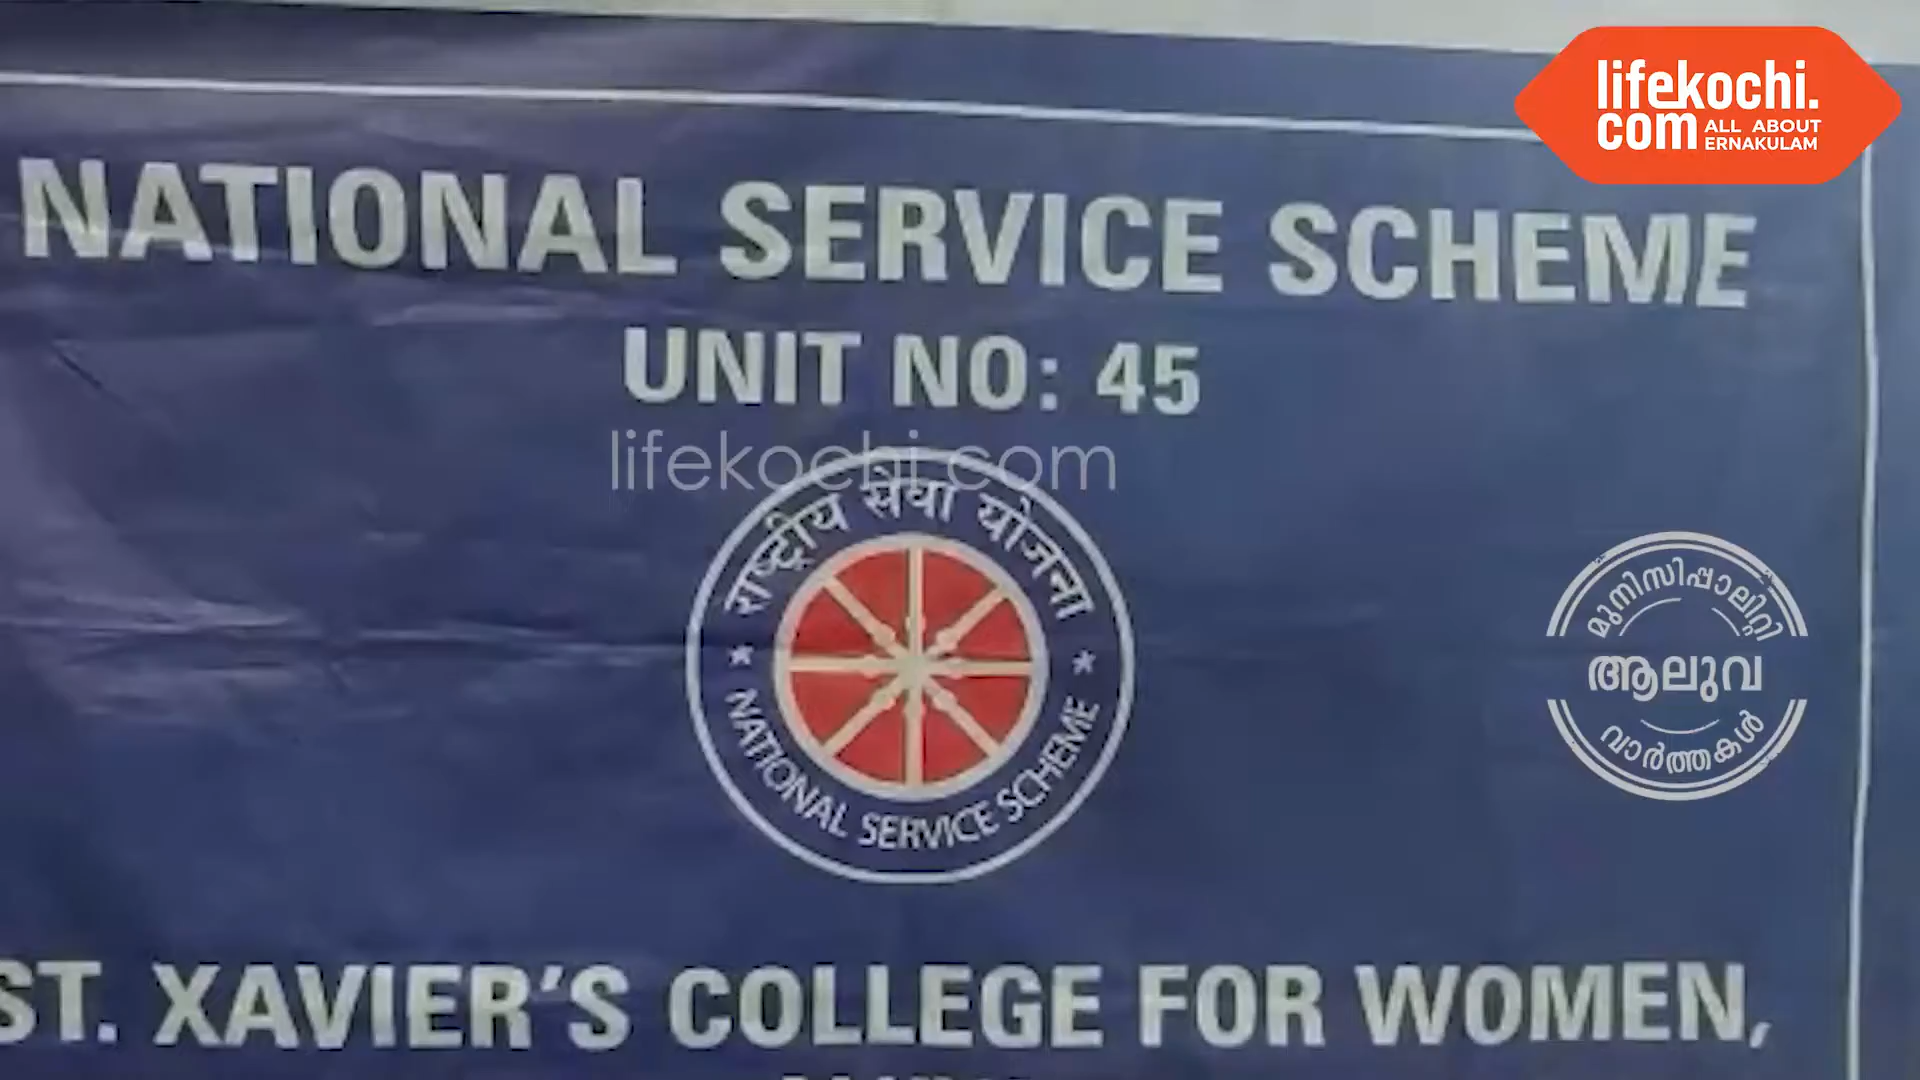 lifekochi.
com ALL ABOUT
ERNAKULAM
NATIONAL SERVICE SCHEME
UNIT NO: 45
lifekochi.com
राष्ट्रीय सेवा योजना
NATIONAL SERVICE SCHEME
മുനിസിപ്പാലിറ്റി
ആലുവ
വാർത്തകൾ
ST. XAVIER'S COLLEGE FOR WOMEN,